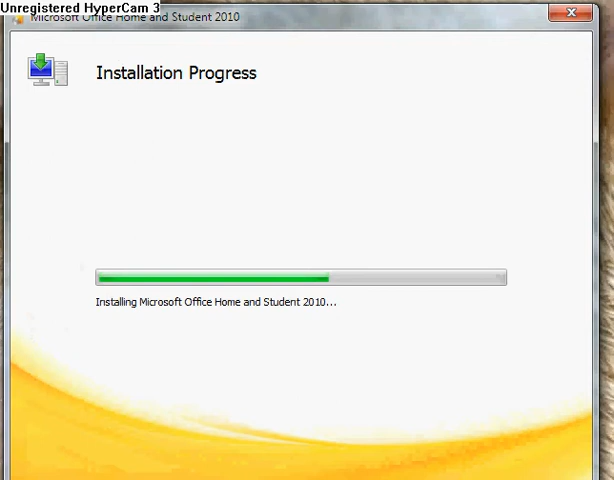 Unregistered HyperCam 3
Microsoft Office Home and Student 2010
Installation Progress
Installing Microsoft Office Home and Student 2010...